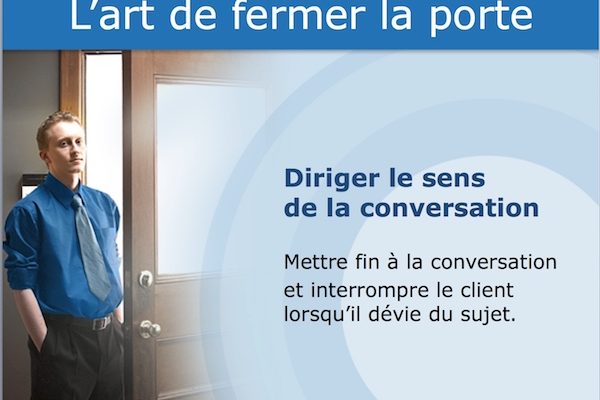 L’art de fermer la porte
Diriger le sens
de la conversation
Mettre fin à la conversation
et interrompre le client
lorsqu’il dévie du sujet.